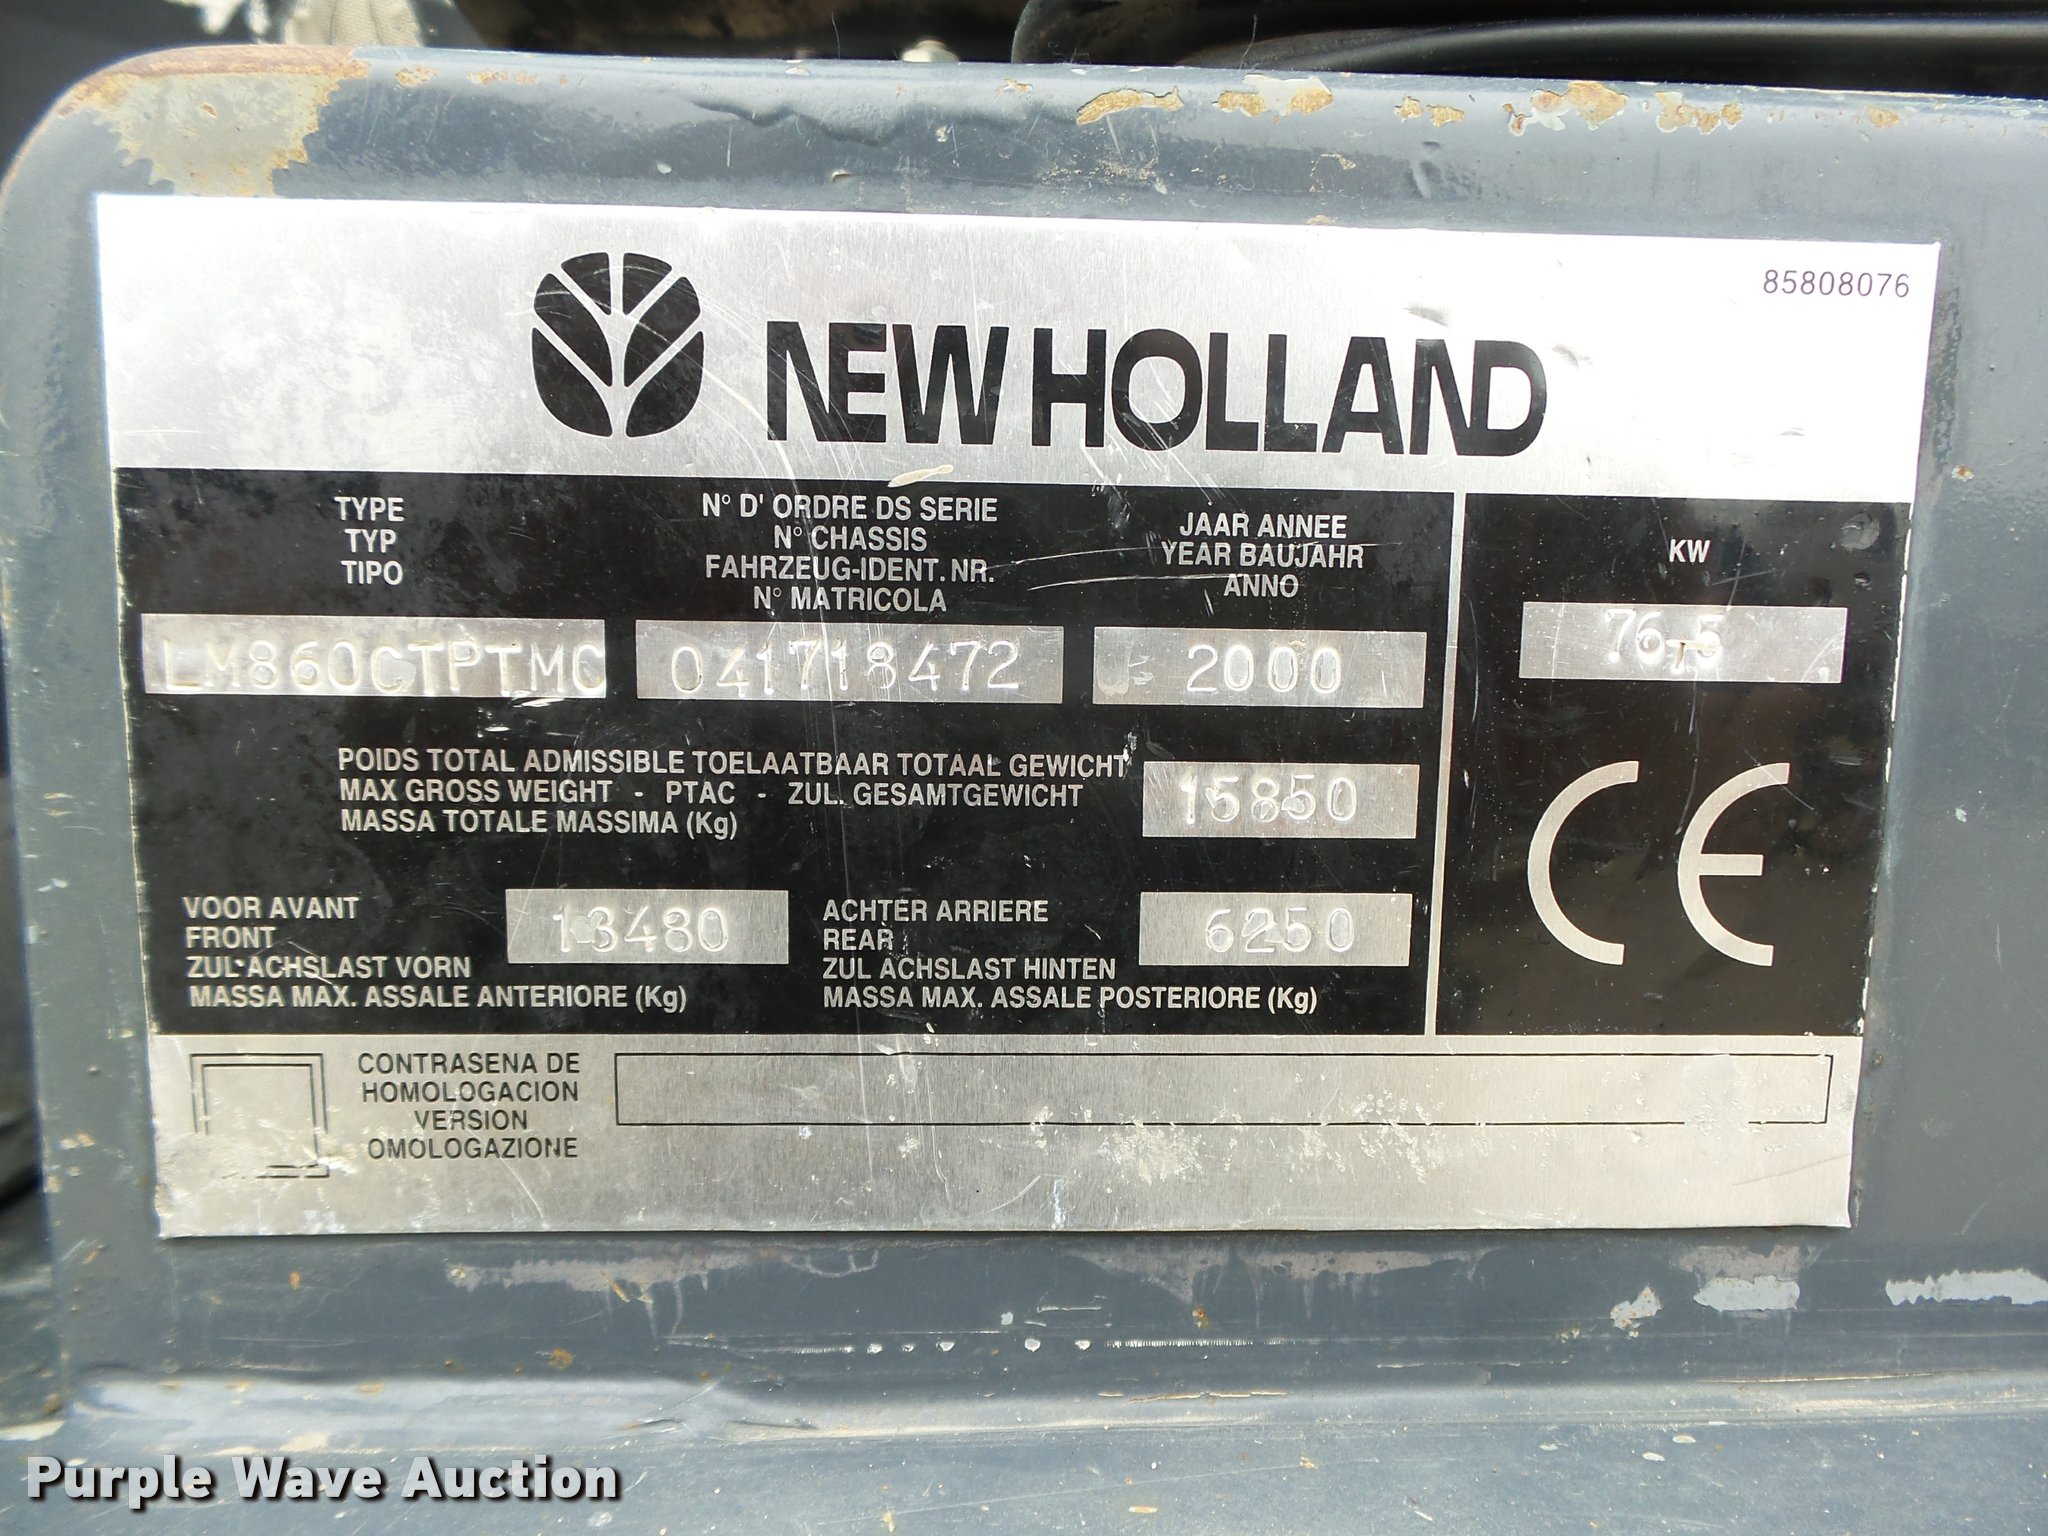 85808076
NEW HOLLAND
TYPE
TYP
TIPO
N° D' ORDRE DS SERIE
N° CHASSIS
FAHRZEUG-IDENT. NR.
N° MATRICOLA
JAAR ANNEE
YEAR BAUJAHR
ANNO
KW
LM860CTPTMC
041718472
2000
76,5
POIDS TOTAL ADMISSIBLE TOELAATBAAR TOTAAL GEWICHT
MAX GROSS WEIGHT - PTAC - ZUL. GESAMTGEWICHT
MASSA TOTALE MASSIMA (Kg)
15850
CE
VOOR AVANT
FRONT
ZUL ACHSLAST VORN
MASSA MAX. ASSALE ANTERIORE (Kg)
13480
ACHTER ARRIERE
REAR
ZUL ACHSLAST HINTEN
MASSA MAX. ASSALE POSTERIORE (Kg)
6250
CONTRASENA DE
HOMOLOGACION
VERSION
OMOLOGAZIONE
Purple Wave Auction